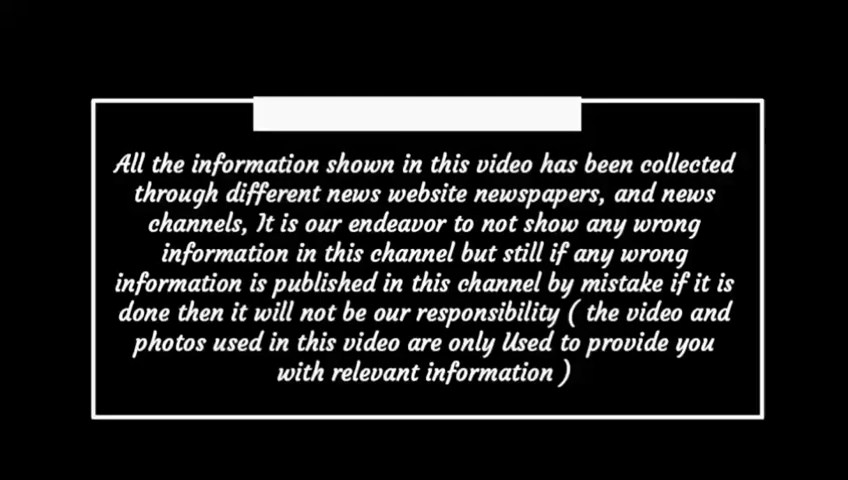 All the information shown in this video has been collected
through different news website newspapers, and news
channels, It is our endeavor to not show any wrong
information in this channel but still if any wrong
information is published in this channel by mistake if it is
done then it will not be our responsibility ( the video and
photos used in this video are only Used to provide you
with relevant information )